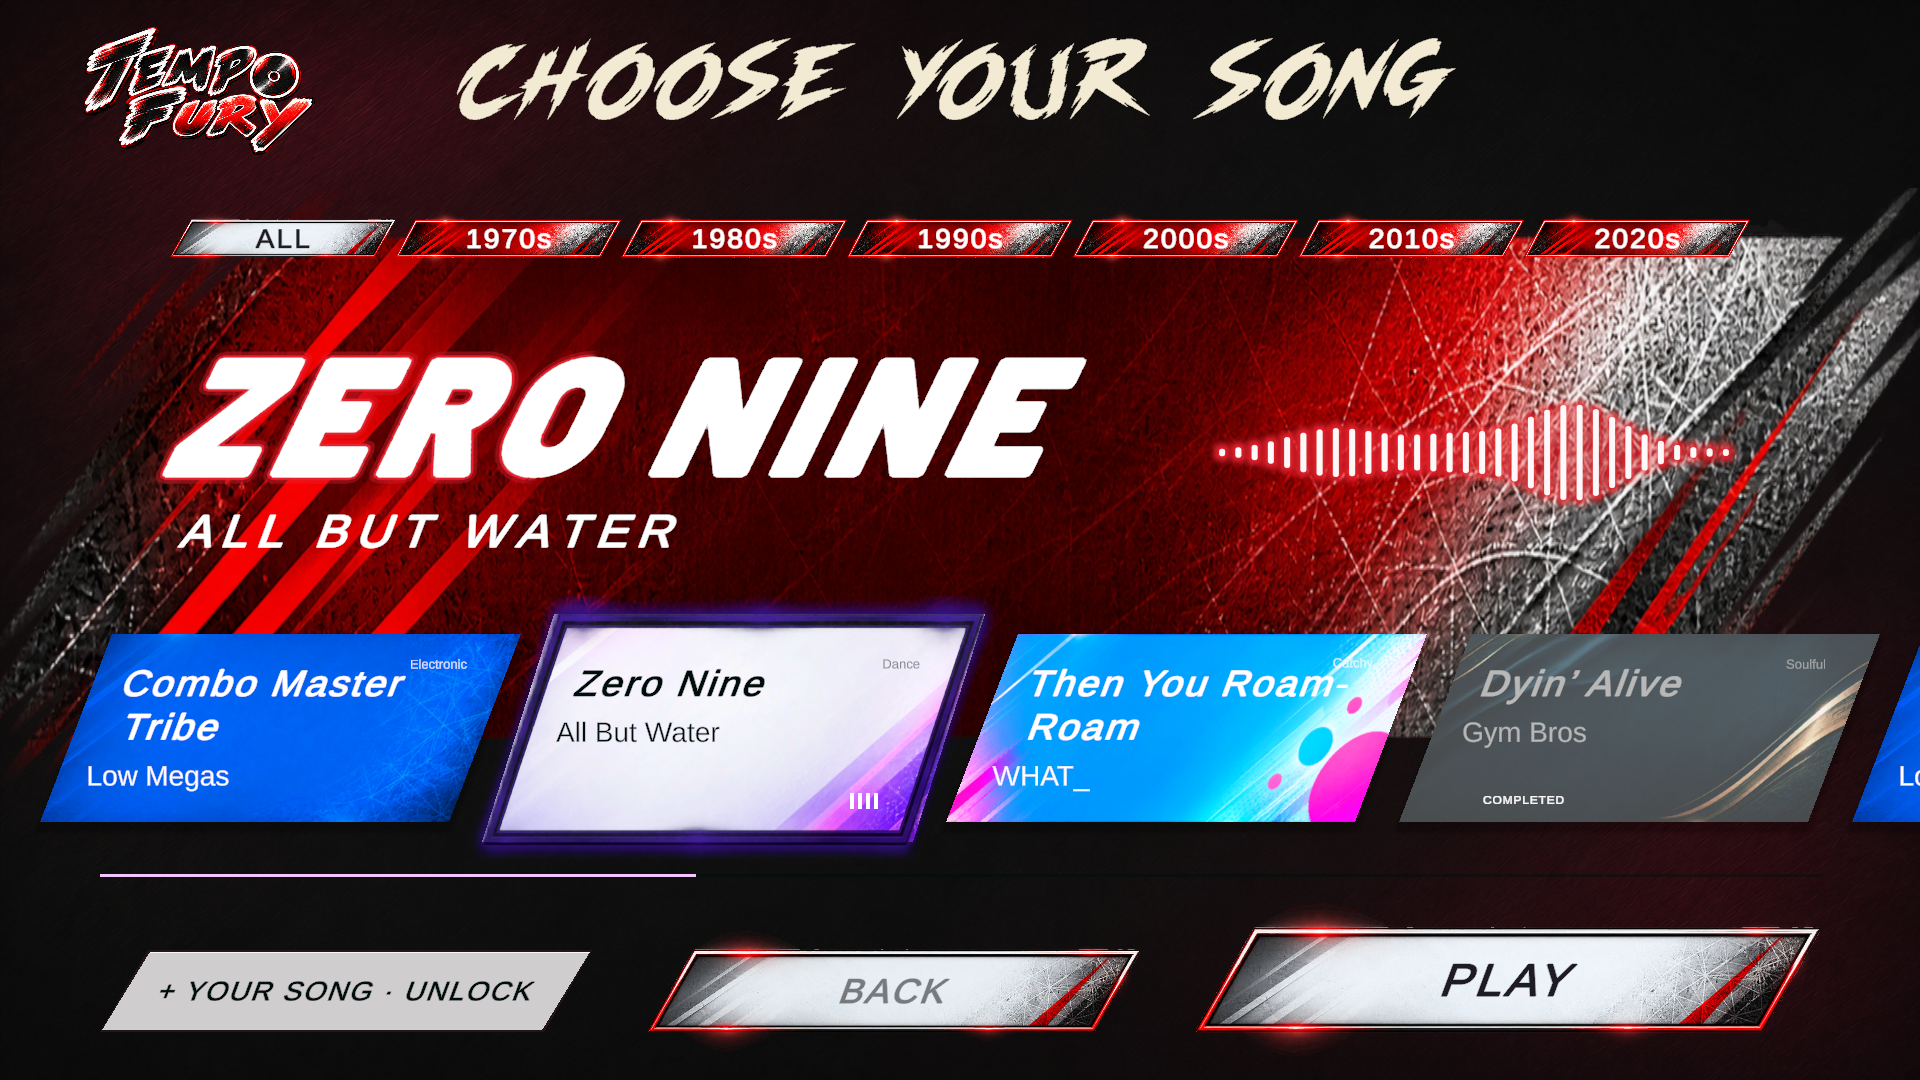 TEMPO
FURY
CHOOSE YOUR SONG
ALL
1970s
1980s
1990s
2000s
2010s
2020s
ZERO NINE
ALL BUT WATER
Electronic
Combo Master
Tribe
Low Megas
Dance
Zero Nine
All But Water
Catchy
Then You Roam-
Roam
WHAT_
Soulful
Dyin’ Alive
Gym Bros
COMPLETED
Lo
+ YOUR SONG · UNLOCK
BACK
PLAY